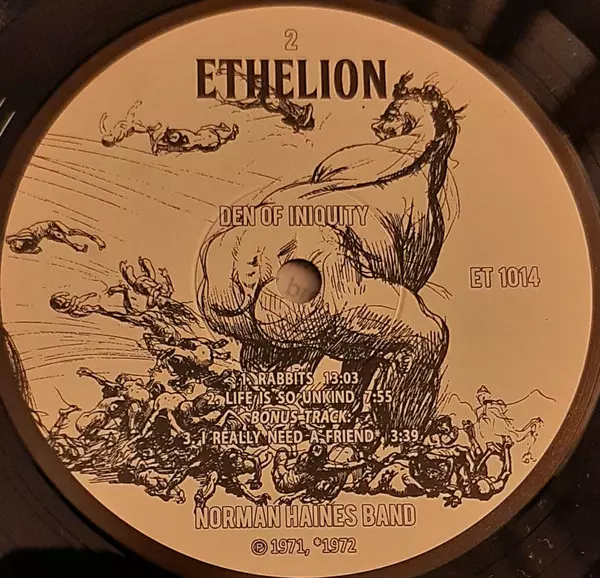 2
ETHELION
DEN OF INIQUITY
ET 1014
1. RABBITS 13:03
2. LIFE IS SO UNKIND 7:55
BONUS TRACK:
3. I REALLY NEED A FRIEND* 3:39
NORMAN HAINES BAND
℗ 1971, *1972